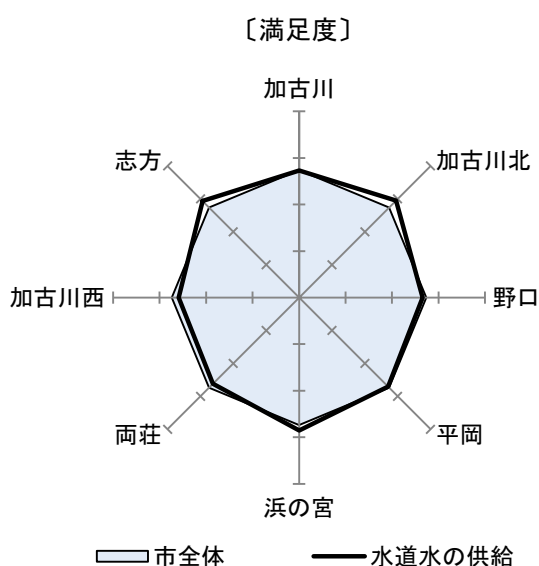 〔満足度〕
加古川
志方
加古川北
加古川西
野口
両荘
平岡
浜の宮
市全体
水道水の供給